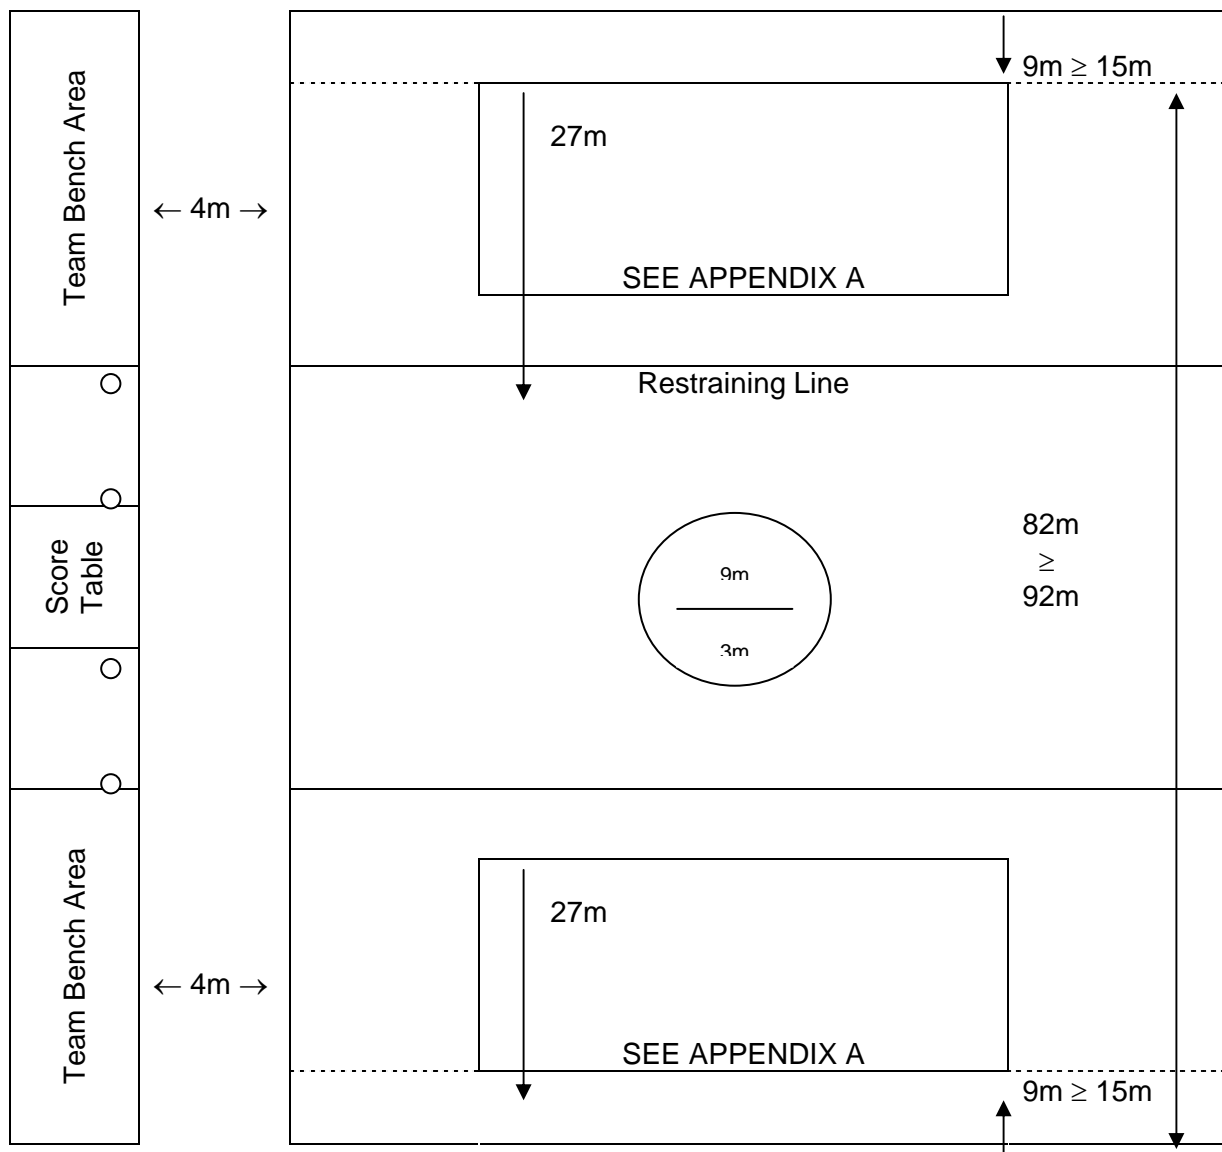 Team Bench Area
← 4m →
9m ≥ 15m
27m
SEE APPENDIX A
Restraining Line
Score
Table
9m
3m
82m
≥
92m
Team Bench Area
← 4m →
27m
SEE APPENDIX A
9m ≥ 15m